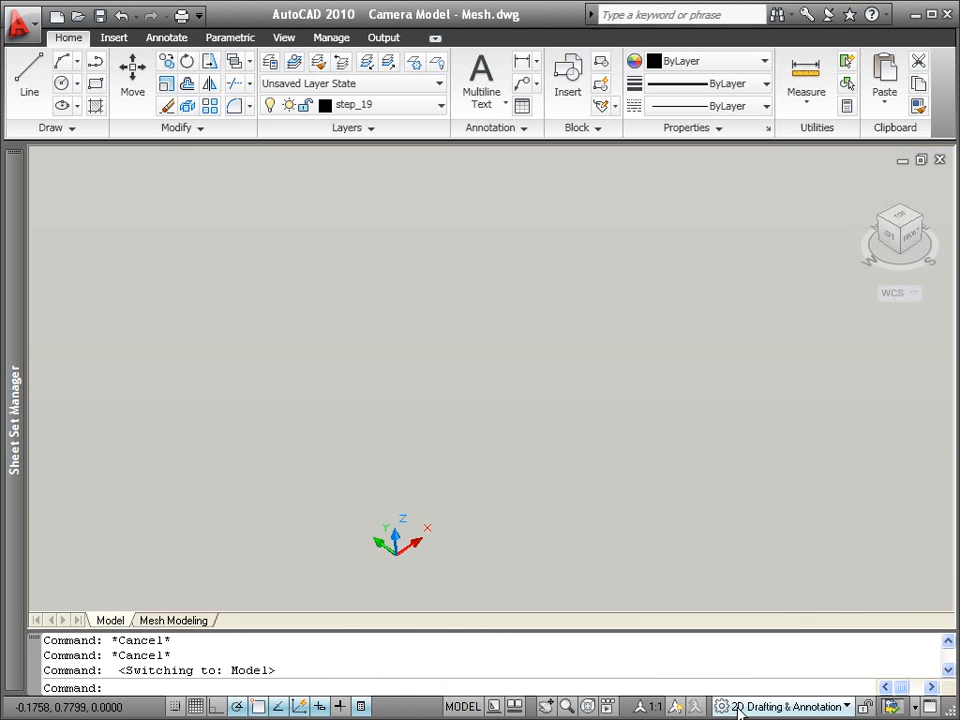 AutoCAD 2010 Camera Model - Mesh.dwg
Type a keyword or phrase
Home Insert Annotate Parametric View Manage Output
Line
Move
Unsaved Layer State
step_19
Multiline
Text
Insert
ByLayer
ByLayer
ByLayer
Measure
Paste
Draw Modify Layers Annotation Block Properties Utilities Clipboard
TOP
FRONT
W
S
WCS
Sheet Set Manager
Z
Y X
Model Mesh Modeling
Command: *Cancel*
Command: *Cancel*
Command: <Switching to: Model>
Command:
-0.1758, 0.7799, 0.0000 MODEL 1:1 2D Drafting & Annotation